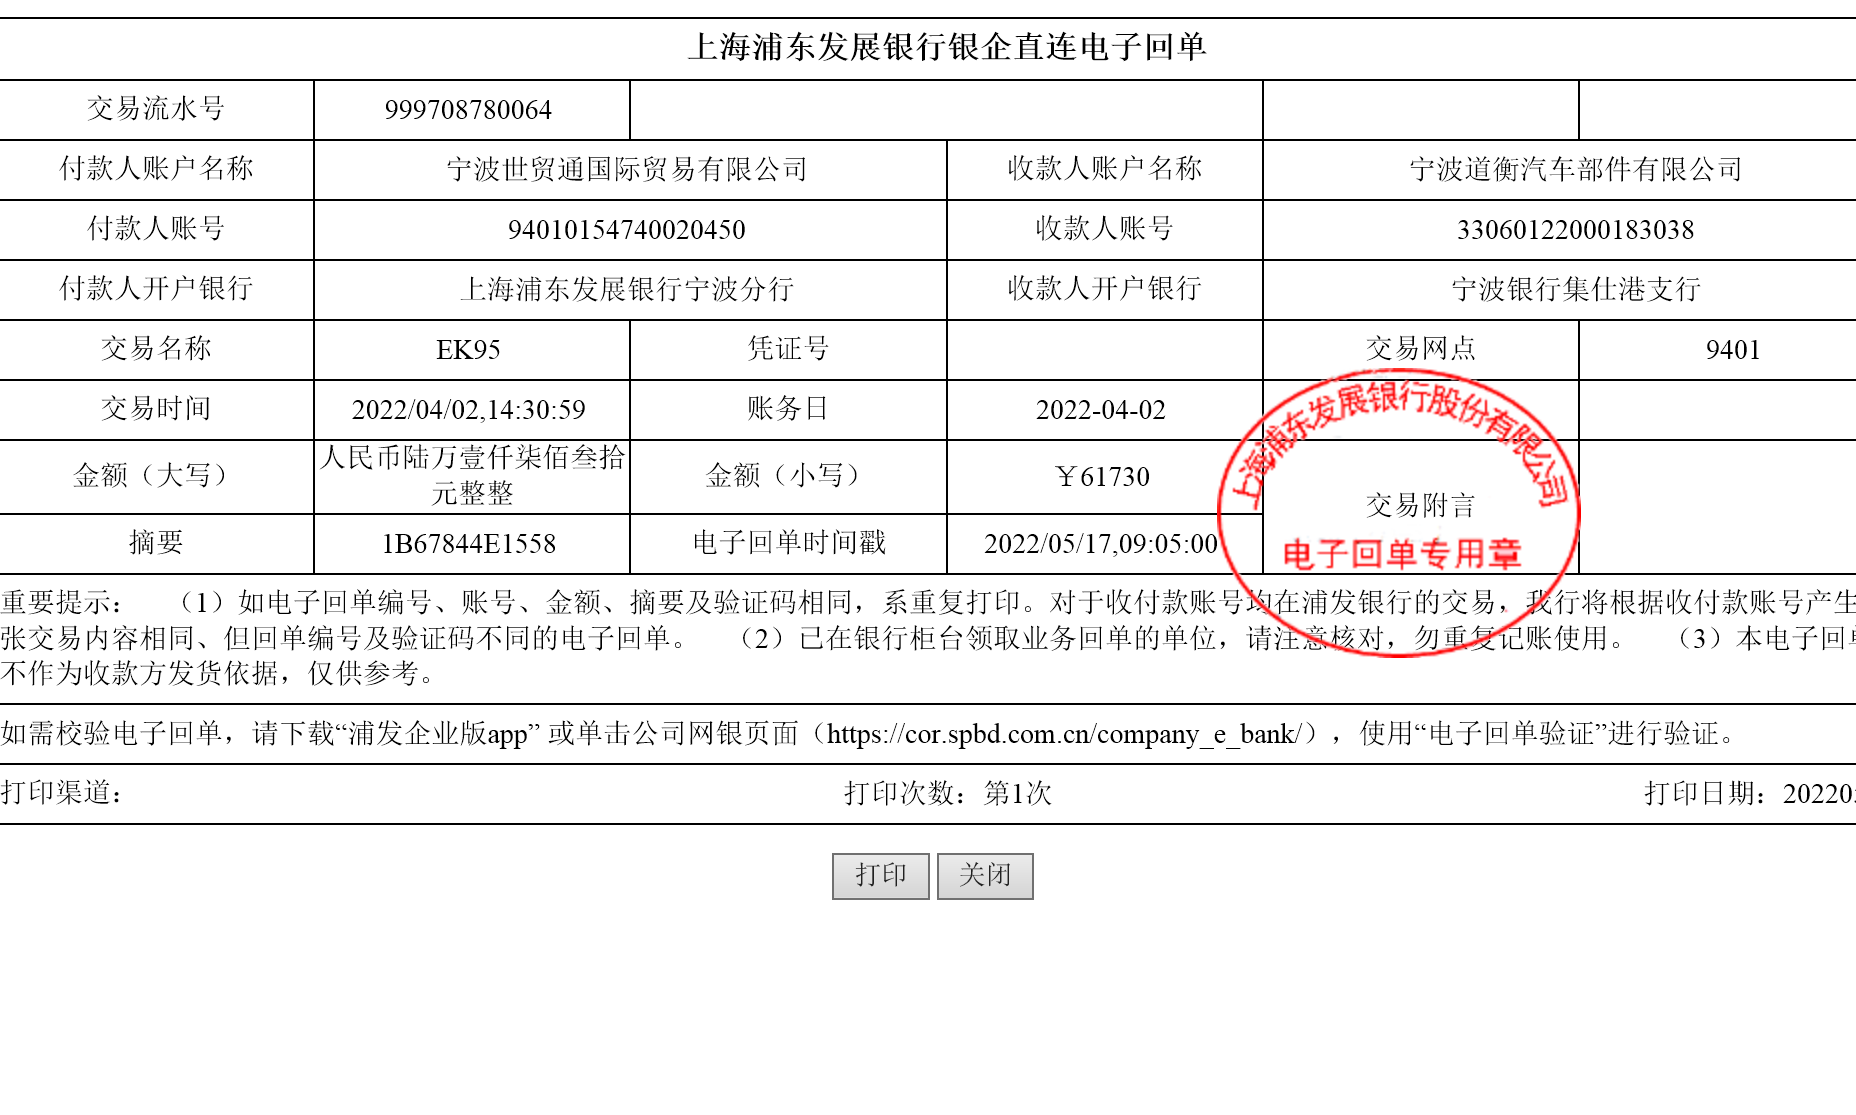 上海浦东发展银行银企直连电子回单
交易流水号 999708780064
付款人账户名称 宁波世贸通国际贸易有限公司 收款人账户名称 宁波道衡汽车部件有限公司
付款人账号 94010154740020450 收款人账号 33060122000183038
付款人开户银行 上海浦东发展银行宁波分行 收款人开户银行 宁波银行集仕港支行
交易名称 EK95 凭证号 交易网点 9401
交易时间 2022/04/02,14:30:59 账务日 2022-04-02
上海浦东发展银行股份有限公司
金额（大写） 人民币陆万壹仟柒佰叁拾
元整整 金额（小写） ￥61730
交易附言
摘要 1B67844E1558 电子回单时间戳 2022/05/17,09:05:00
电子回单专用章
重要提示： （1）如电子回单编号、账号、金额、摘要及验证码相同，系重复打印。对于收付款账号均在浦发银行的交易，我行将根据收付款账号产生
张交易内容相同、但回单编号及验证码不同的电子回单。 （2）已在银行柜台领取业务回单的单位，请注意核对，勿重复记账使用。 （3）本电子回单
不作为收款方发货依据，仅供参考。
如需校验电子回单，请下载“浦发企业版app” 或单击公司网银页面（https://cor.spbd.com.cn/company_e_bank/），使用“电子回单验证”进行验证。
打印渠道： 打印次数：第1次 打印日期：20220
打印 关闭